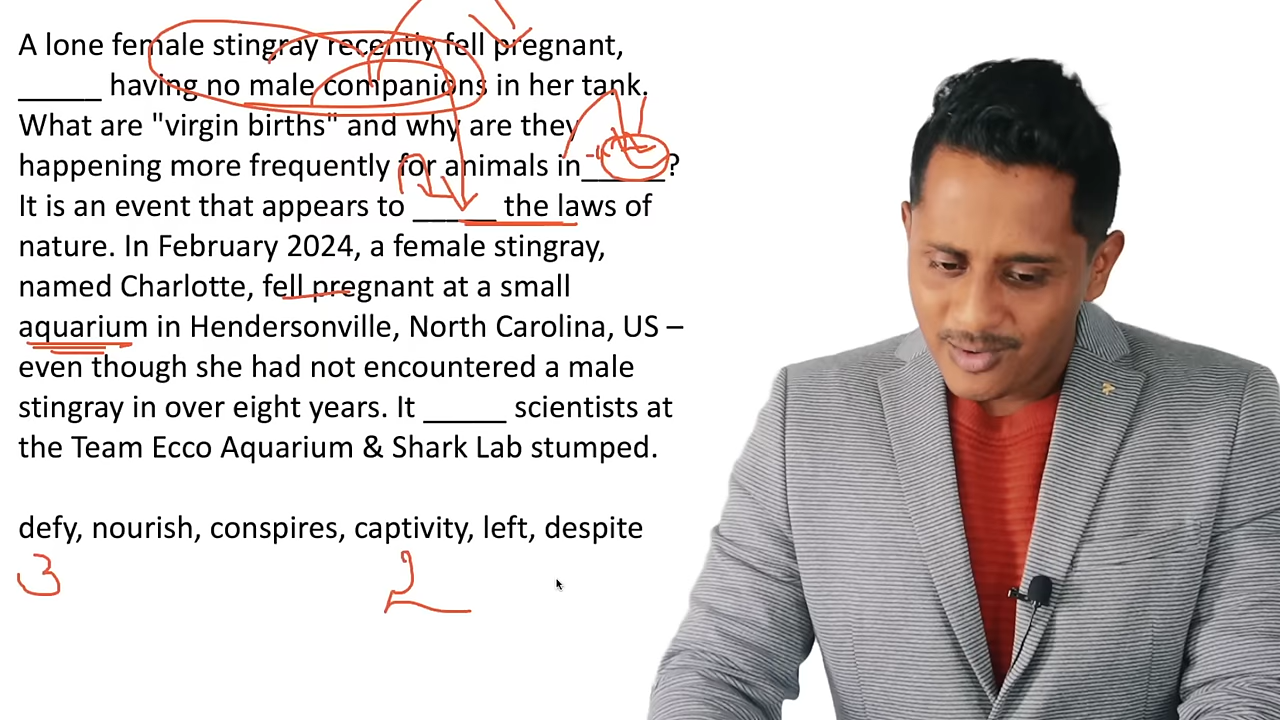 A lone female stingray recently fell pregnant,
_____ having no male companions in her tank.
What are "virgin births" and why are they
happening more frequently for animals in_____?
It is an event that appears to _____ the laws of
nature. In February 2024, a female stingray,
named Charlotte, fell pregnant at a small
aquarium in Hendersonville, North Carolina, US –
even though she had not encountered a male
stingray in over eight years. It _____ scientists at
the Team Ecco Aquarium & Shark Lab stumped.
defy, nourish, conspires, captivity, left, despite
3 2